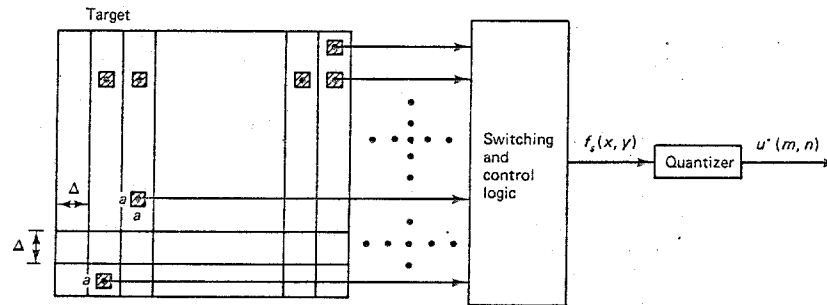 Target
Δ
a
a
Δ
a
Switching
and
control
logic
f_s(x, y)
Quantizer
u˙(m, n)